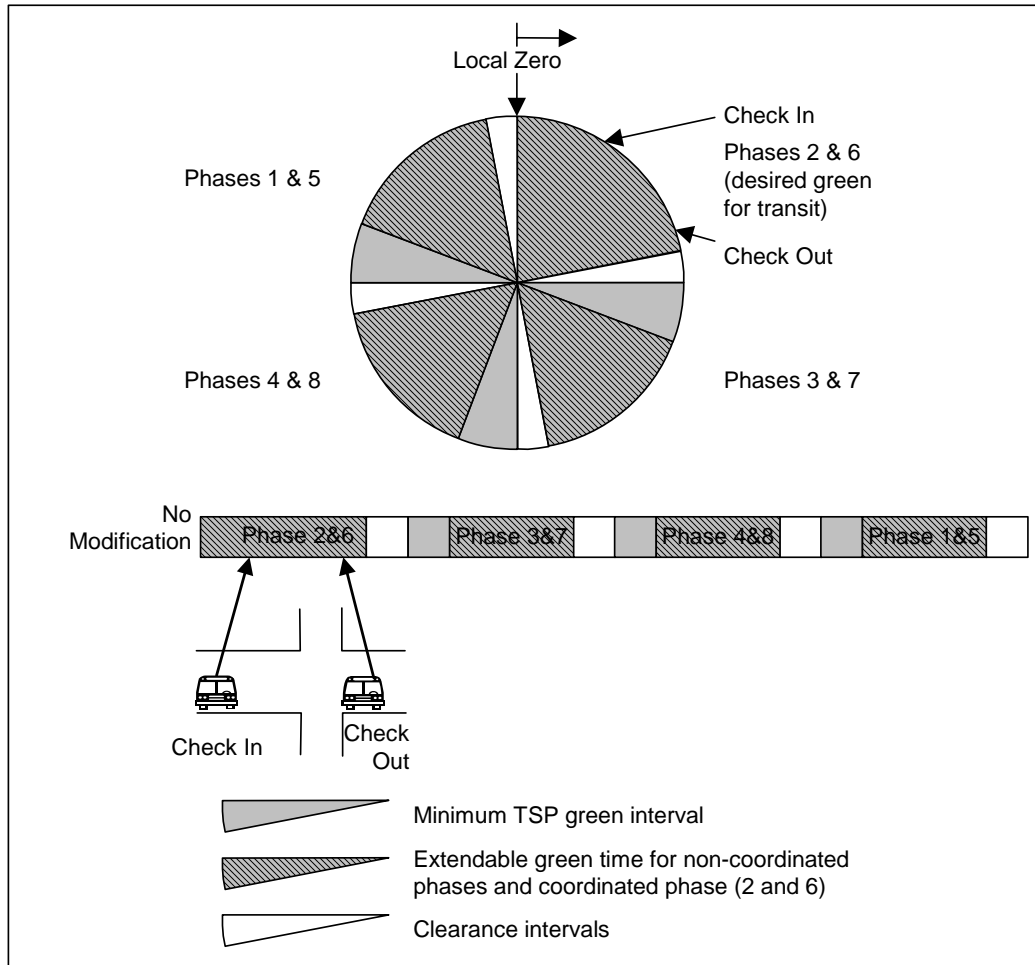 Local Zero
Check In
Phases 2 & 6
(desired green
for transit)
Check Out
Phases 1 & 5
Phases 4 & 8
Phases 3 & 7
No
Modification
Phase 2&6
Phase 3&7
Phase 4&8
Phase 1&5
Check In
Check
Out
Minimum TSP green interval
Extendable green time for non-coordinated
phases and coordinated phase (2 and 6)
Clearance intervals